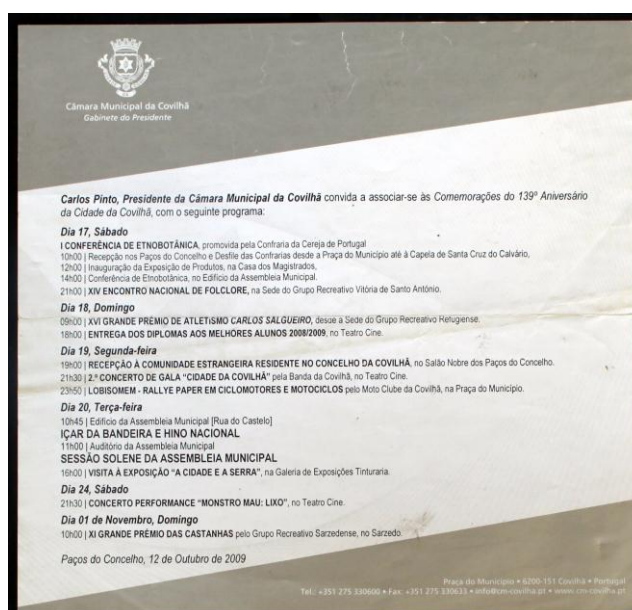 Câmara Municipal da Covilhã
Gabinete do Presidente
Carlos Pinto, Presidente da Câmara Municipal da Covilhã convida a associar-se às Comemorações do 139º Aniversário
da Cidade da Covilhã, com o seguinte programa:
Dia 17, Sábado
I CONFERÊNCIA DE ETNOBOTÂNICA, promovida pela Confraria da Cereja de Portugal
10h00 | Recepção nos Paços do Concelho e Desfile das Confrarias desde a Praça do Município até à Capela de Santa Cruz do Calvário,
12h00 | Inauguração da Exposição de Produtos, na Casa dos Magistrados,
14h00 | Conferência de Etnobotânica, no Edifício da Assembleia Municipal.
21h00 | XIV ENCONTRO NACIONAL DE FOLCLORE, na Sede do Grupo Recreativo Vitória de Santo António.
Dia 18, Domingo
09h00 | XVI GRANDE PRÉMIO DE ATLETISMO CARLOS SALGUEIRO, desde a Sede do Grupo Recreativo Refugiense.
18h00 | ENTREGA DOS DIPLOMAS AOS MELHORES ALUNOS 2008/2009, no Teatro Cine.
Dia 19, Segunda-feira
19h00 | RECEPÇÃO À COMUNIDADE ESTRANGEIRA RESIDENTE NO CONCELHO DA COVILHÃ, no Salão Nobre dos Paços do Concelho.
21h30 | 2.º CONCERTO DE GALA "CIDADE DA COVILHÃ" pela Banda da Covilhã, no Teatro Cine.
23h50 | LOBISOMEM - RALLYE PAPER EM CICLOMOTORES E MOTOCICLOS pelo Moto Clube da Covilhã, na Praça do Município.
Dia 20, Terça-feira
10h45 | Edifício da Assembleia Municipal [Rua do Castelo]
IÇAR DA BANDEIRA E HINO NACIONAL
11h00 | Auditório da Assembleia Municipal
SESSÃO SOLENE DA ASSEMBLEIA MUNICIPAL
16h00 | VISITA À EXPOSIÇÃO "A CIDADE E A SERRA", na Galeria de Exposições Tinturaria.
Dia 24, Sábado
21h30 | CONCERTO PERFORMANCE "MONSTRO MAU: LIXO", no Teatro Cine.
Dia 01 de Novembro, Domingo
10h00 | XI GRANDE PRÉMIO DAS CASTANHAS pelo Grupo Recreativo Sarzedense, no Sarzedo.
Paços do Concelho, 12 de Outubro de 2009
Praça do Município • 6200-151 Covilhã • Portugal
Tel.: +351 275 330600 • Fax: +351 275 330633 • info@cm-covilha.pt • www.cm-covilha.pt